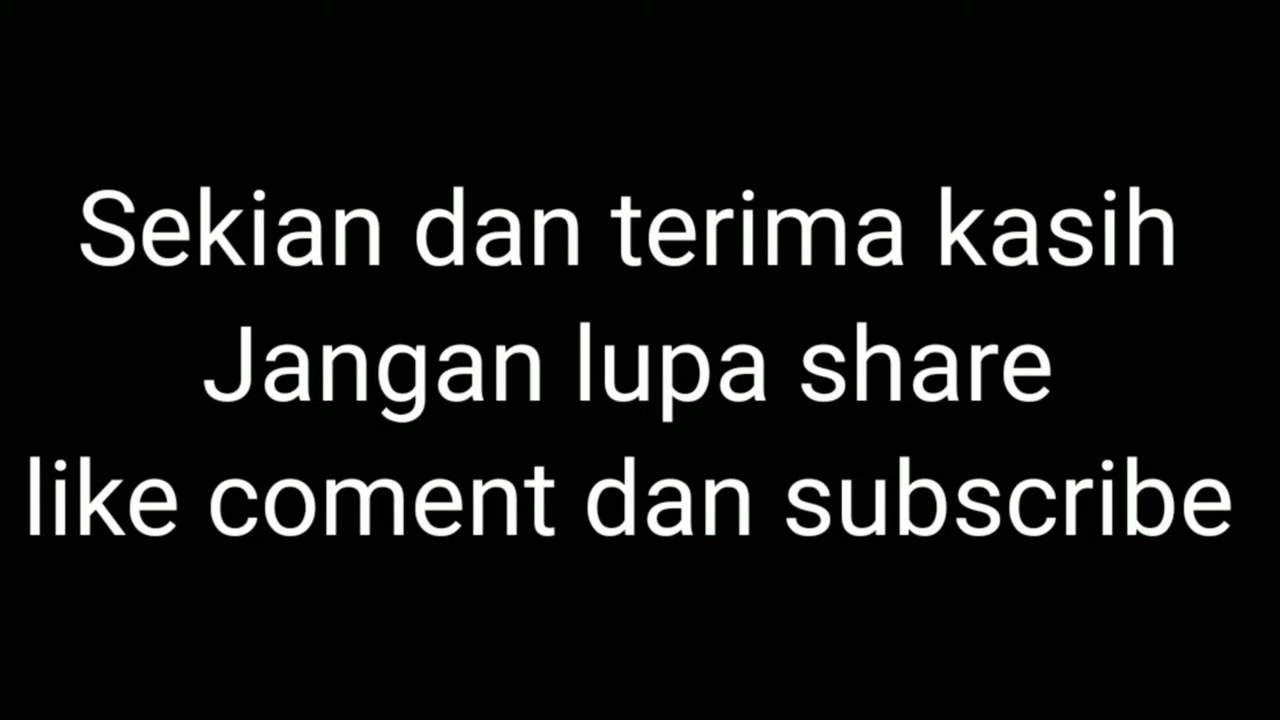 Sekian dan terima kasih
Jangan lupa share
like coment dan subscribe